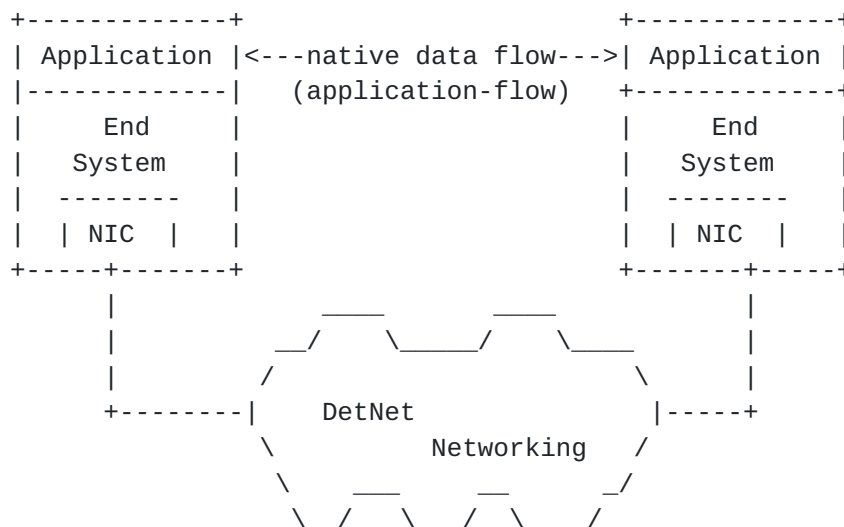 Application <---native data flow---> Application
(application-flow)
End End
System System
NIC NIC
DetNet
Networking